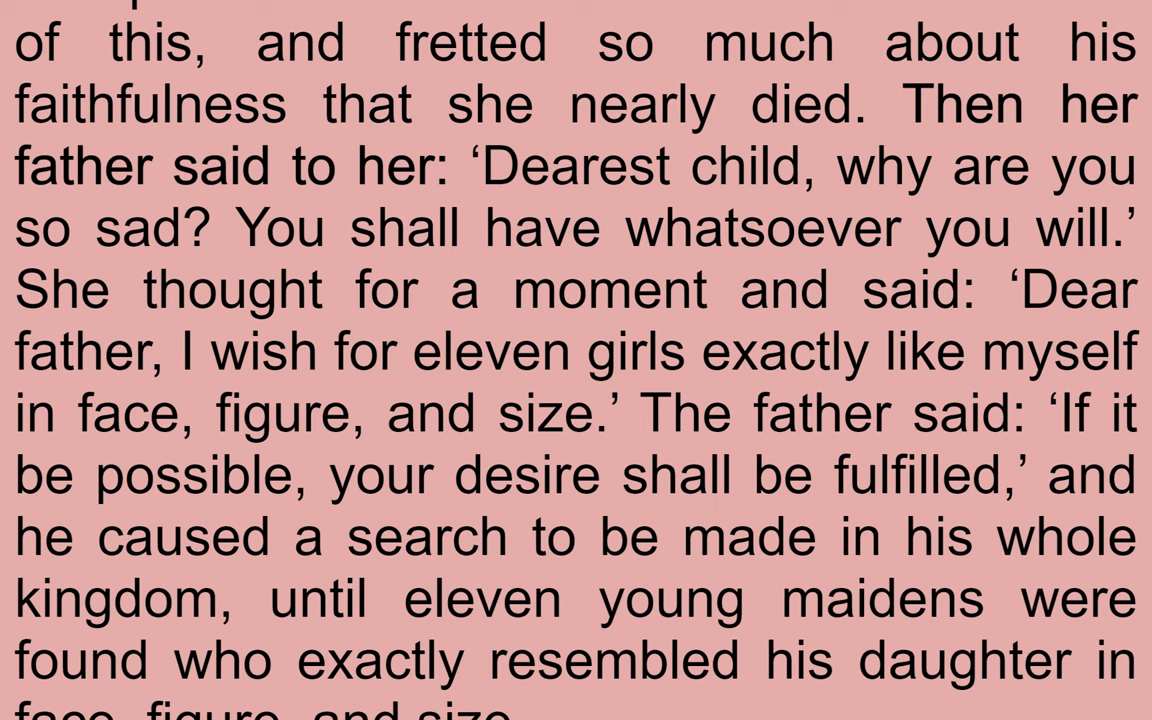 of this, and fretted so much about his
faithfulness that she nearly died. Then her
father said to her: ‘Dearest child, why are you
so sad? You shall have whatsoever you will.’
She thought for a moment and said: ‘Dear
father, I wish for eleven girls exactly like myself
in face, figure, and size.’ The father said: ‘If it
be possible, your desire shall be fulfilled,’ and
he caused a search to be made in his whole
kingdom, until eleven young maidens were
found who exactly resembled his daughter in
face, figure, and size.